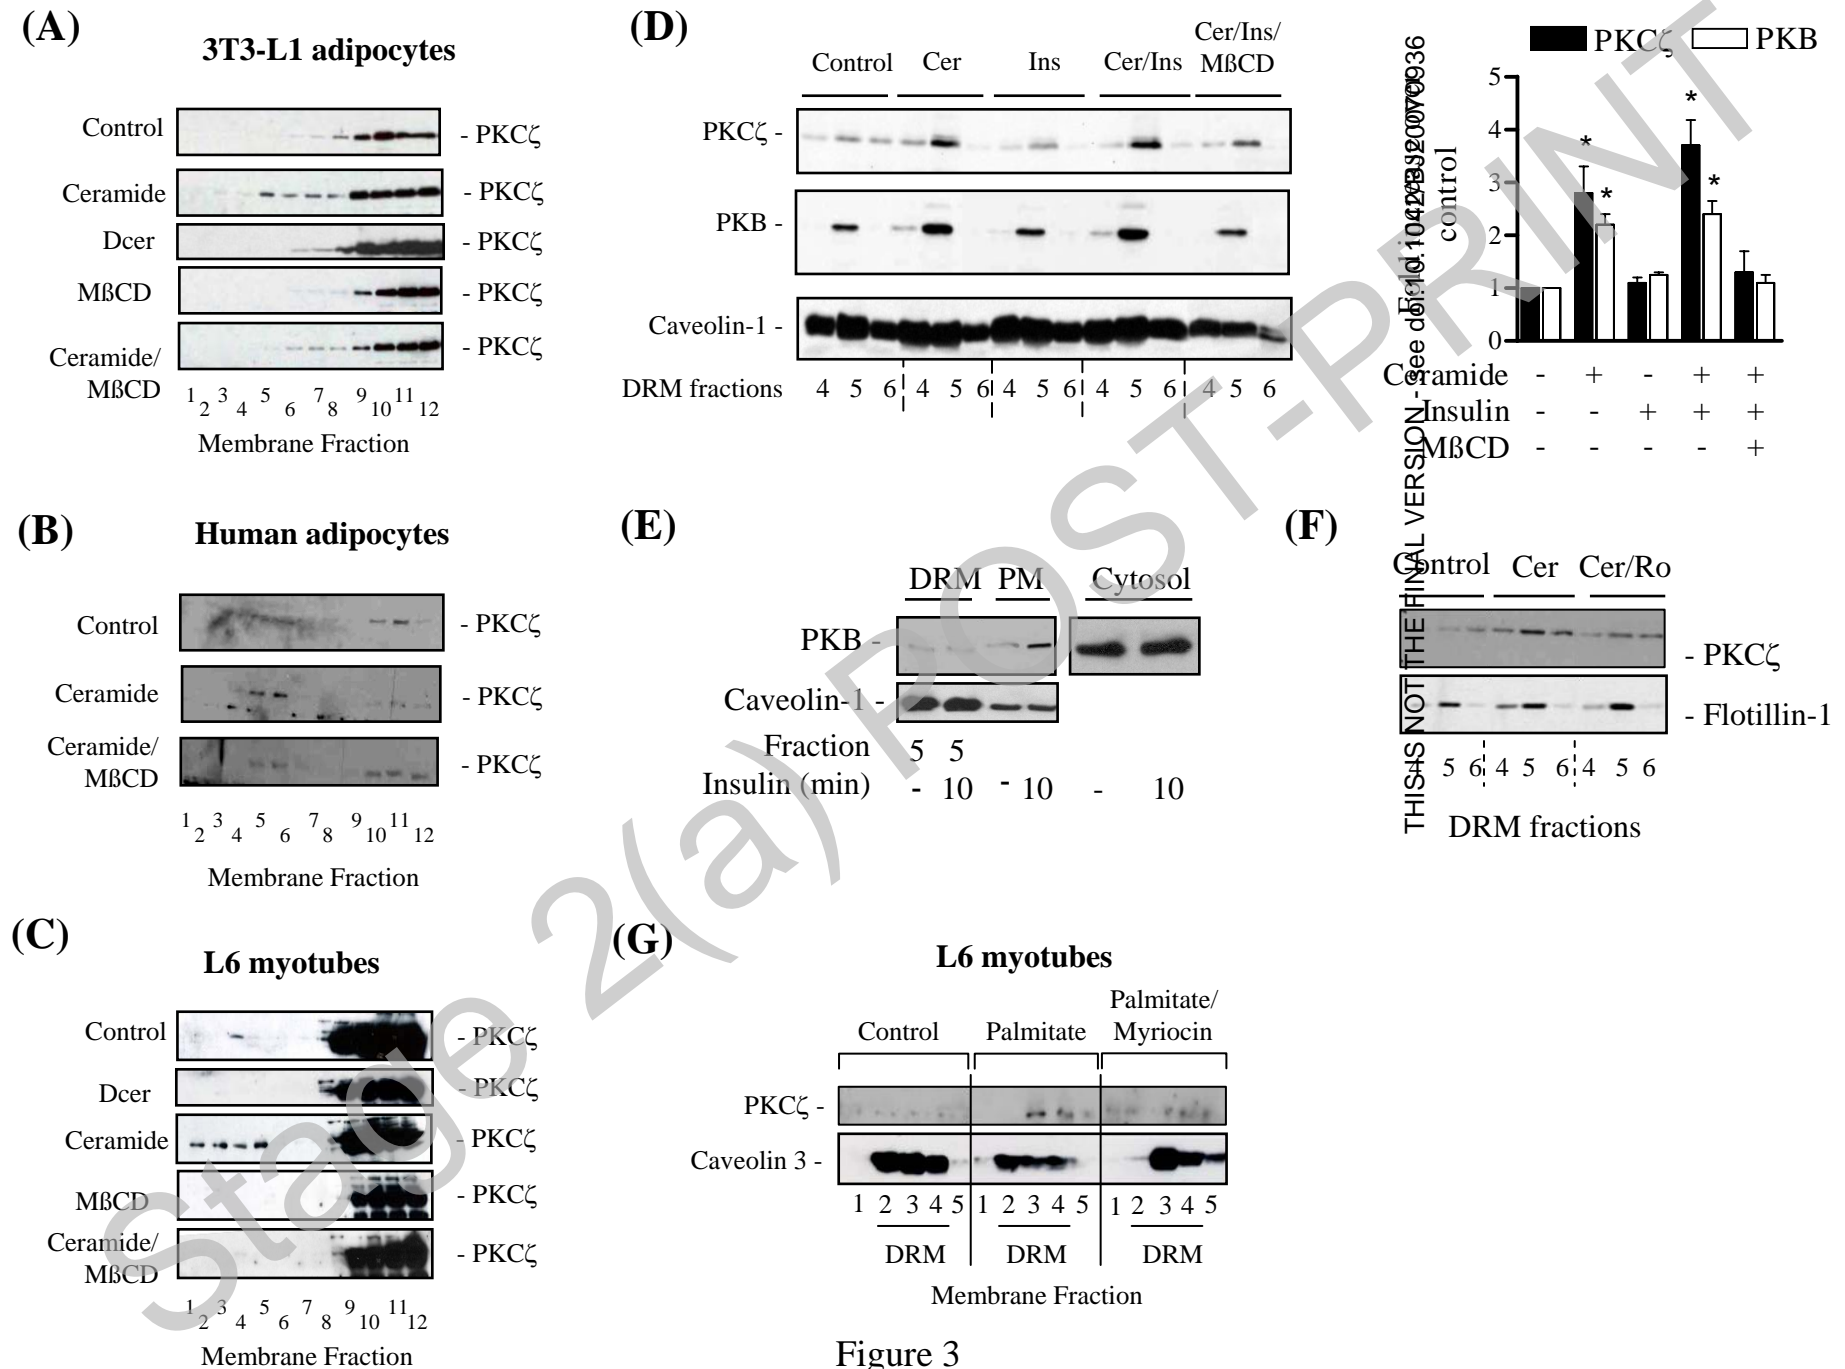 (A)
3T3-L1 adipocytes
Control - PKCζ
Ceramide - PKCζ
Dcer - PKCζ
MßCD - PKCζ
Ceramide/
MßCD - PKCζ
1 2 3 4 5 6 7 8 9 10 11 12
Membrane Fraction
(B)
Human adipocytes
Control - PKCζ
Ceramide - PKCζ
Ceramide/
MßCD - PKCζ
1 2 3 4 5 6 7 8 9 10 11 12
Membrane Fraction
(C)
L6 myotubes
Control - PKCζ
Dcer - PKCζ
Ceramide - PKCζ
MßCD - PKCζ
Ceramide/
MßCD - PKCζ
1 2 3 4 5 6 7 8 9 10 11 12
Membrane Fraction
(D)
Control Cer Ins Cer/Ins Cer/Ins/
MßCD
PKCζ -
PKB -
Caveolin-1 -
DRM fractions 4 5 6 4 5 6 4 5 6 4 5 6 4 5 6
PKCζ PKB
5
4
3
2
1
0
control
* * * *
Ceramide - + - + +
Insulin - - + + +
MßCD - - - - +
(E)
DRM PM Cytosol
PKB -
Caveolin-1 -
Fraction 5 5
Insulin (min) - 10 - 10 - 10
(F)
Control Cer Cer/Ro
- PKCζ
- Flotillin-1
4 5 6 4 5 6 4 5 6
DRM fractions
(G)
L6 myotubes
Control Palmitate Palmitate/
Myriocin
PKCζ -
Caveolin 3 -
1 2 3 4 5 1 2 3 4 5 1 2 3 4 5
DRM DRM DRM
Membrane Fraction
Figure 3
THIS IS NOT THE FINAL VERSION - see doi:10.1042/BJ20070936
Stage 2(a) POST-PRINT